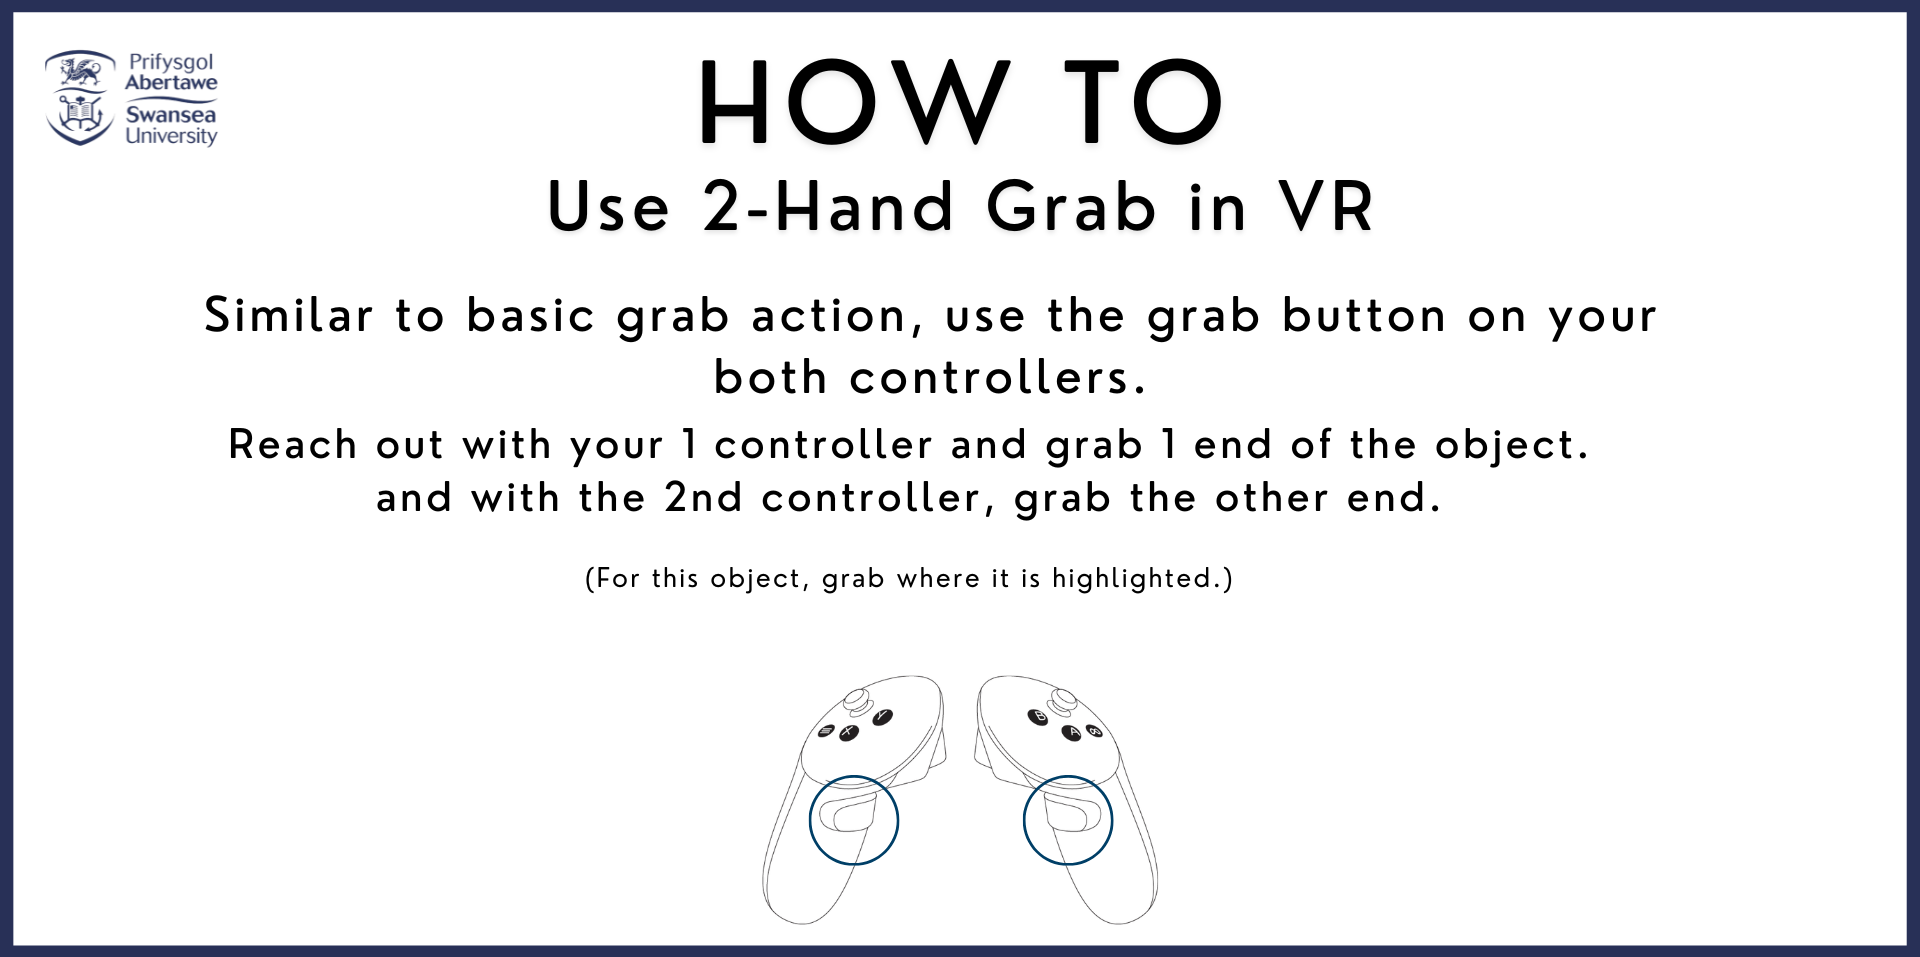 Prifysgol
Abertawe
Swansea
University
HOW TO
Use 2-Hand Grab in VR
Similar to basic grab action, use the grab button on your
both controllers.
Reach out with your 1 controller and grab 1 end of the object.
and with the 2nd controller, grab the other end.
(For this object, grab where it is highlighted.)
Y
X
B
A